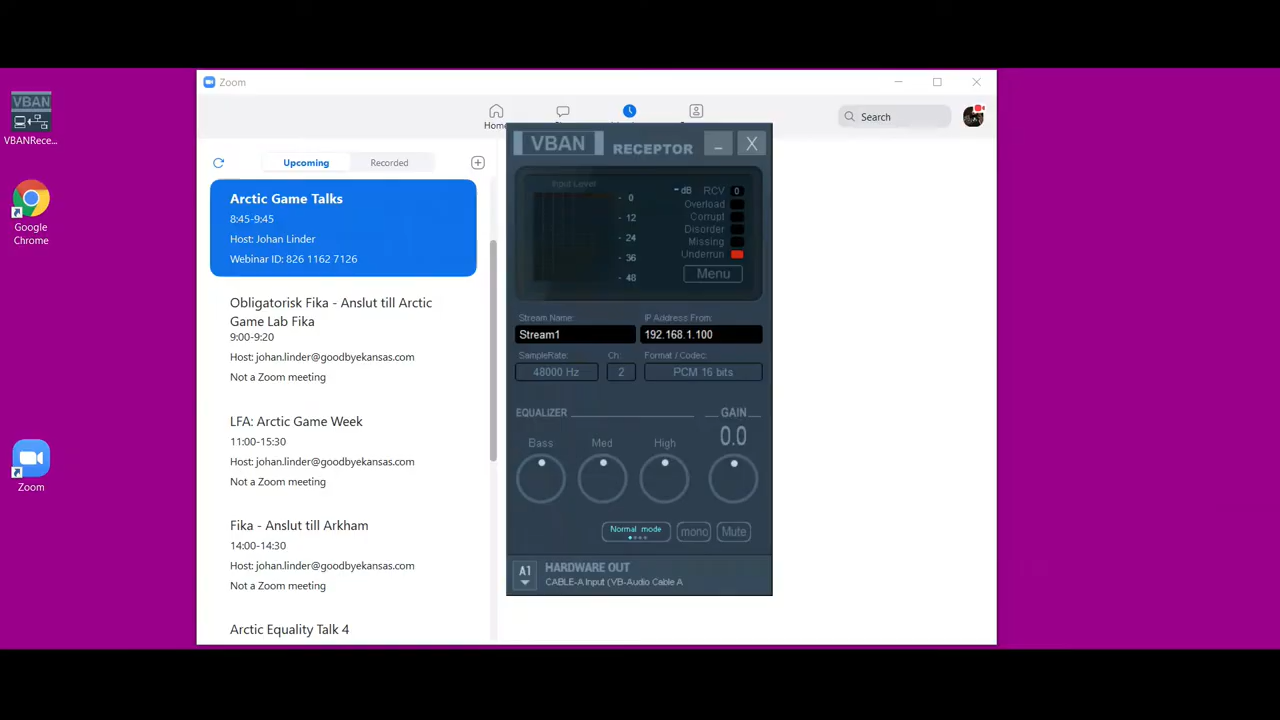 VBAN
VBANRece...
Google
Chrome
Zoom
Zoom
Hom
Search
Upcoming
Recorded
Arctic Game Talks
8:45-9:45
Host: Johan Linder
Webinar ID: 826 1162 7126
Obligatorisk Fika - Anslut till Arctic
Game Lab Fika
9:00-9:20
Host: johan.linder@goodbyekansas.com
Not a Zoom meeting
LFA: Arctic Game Week
11:00-15:30
Host: johan.linder@goodbyekansas.com
Not a Zoom meeting
Fika - Anslut till Arkham
14:00-14:30
Host: johan.linder@goodbyekansas.com
Not a Zoom meeting
Arctic Equality Talk 4
VBAN RECEPTOR _ X
Input Level
- 0
- 12
- 24
- 36
- 48
- dB
RCV 0
Overload
Corrupt
Disorder
Missing
Underrun
Menu
Stream Name: IP Address From:
Stream1 192.168.1.100
SampleRate: Ch: Format / Codec:
48000 Hz 2 PCM 16 bits
EQUALIZER GAIN
0.0
Bass Med High
Normal mode mono Mute
A1 HARDWARE OUT
CABLE-A Input (VB-Audio Cable A